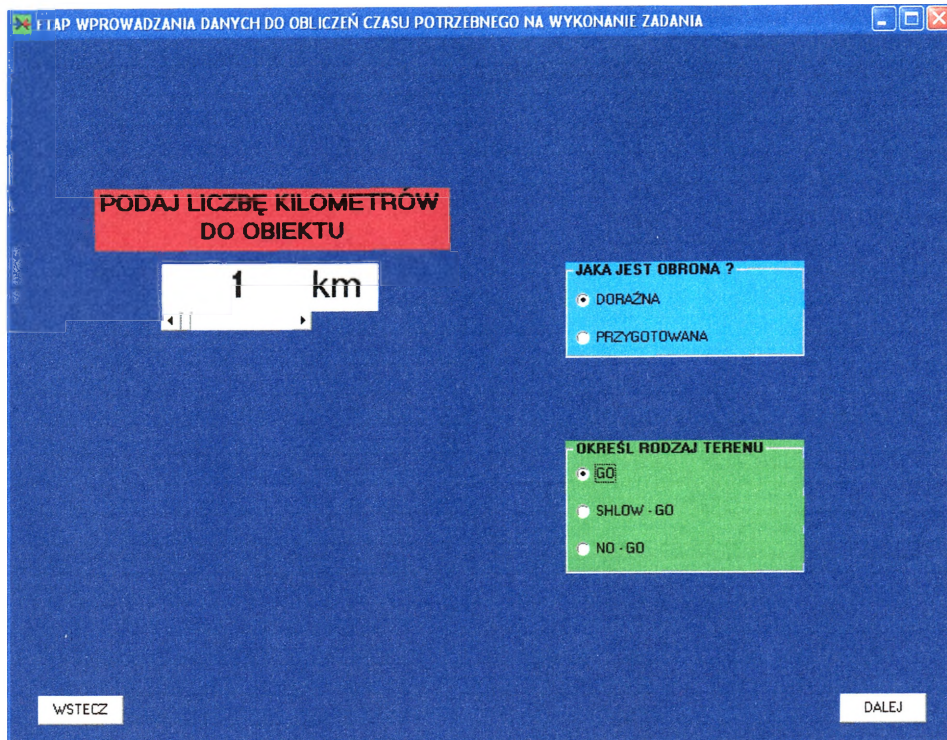 ETAP WPROWADZANIA DANYCH DO OBLICZEŃ CZASU POTRZEBNEGO NA WYKONANIE ZADANIA
PODAJ LICZBĘ KILOMETRÓW
DO OBIEKTU
1 km
JAKA JEST OBRONA ?
DORAŹNA
PRZYGOTOWANA
OKREŚL RODZAJ TERENU
GO
SHLOW - GO
NO - GO
WSTECZ
DALEJ